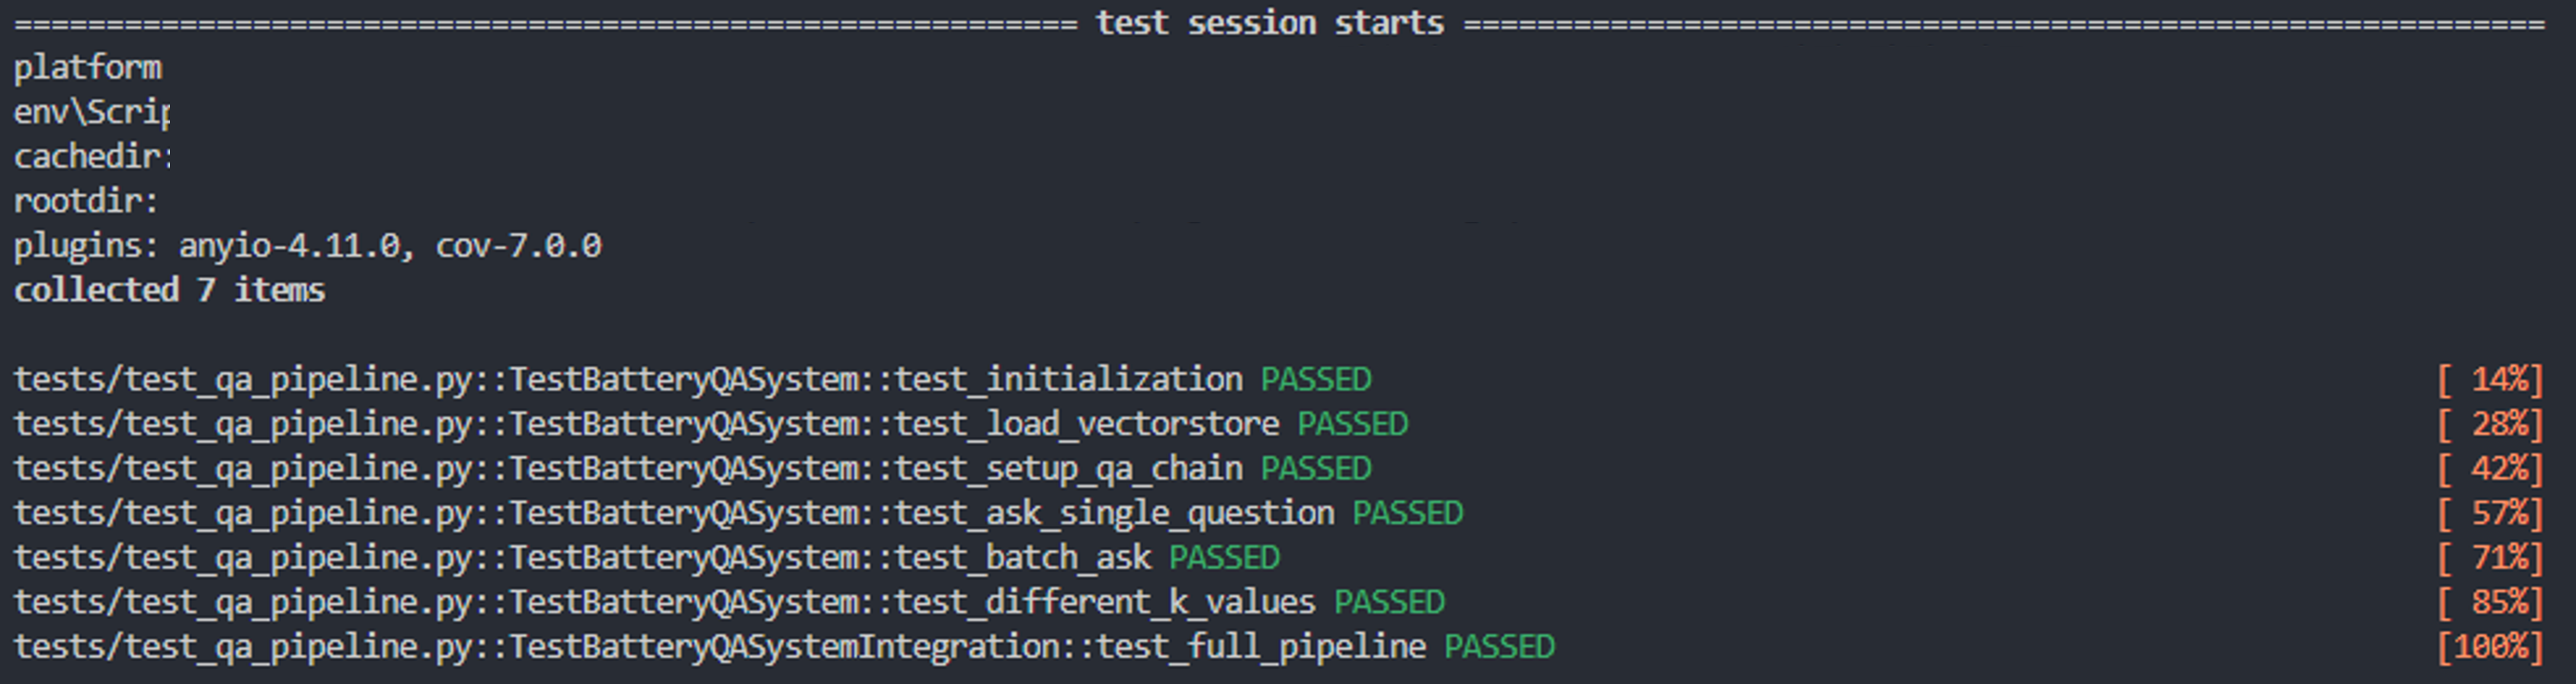 ========================================================== test session starts ===========================================================
platform
env\Scrip
cachedir:
rootdir:
plugins: anyio-4.11.0, cov-7.0.0
collected 7 items
tests/test_qa_pipeline.py::TestBatteryQASystem::test_initialization PASSED [ 14%]
tests/test_qa_pipeline.py::TestBatteryQASystem::test_load_vectorstore PASSED [ 28%]
tests/test_qa_pipeline.py::TestBatteryQASystem::test_setup_qa_chain PASSED [ 42%]
tests/test_qa_pipeline.py::TestBatteryQASystem::test_ask_single_question PASSED [ 57%]
tests/test_qa_pipeline.py::TestBatteryQASystem::test_batch_ask PASSED [ 71%]
tests/test_qa_pipeline.py::TestBatteryQASystem::test_different_k_values PASSED [ 85%]
tests/test_qa_pipeline.py::TestBatteryQASystemIntegration::test_full_pipeline PASSED [100%]